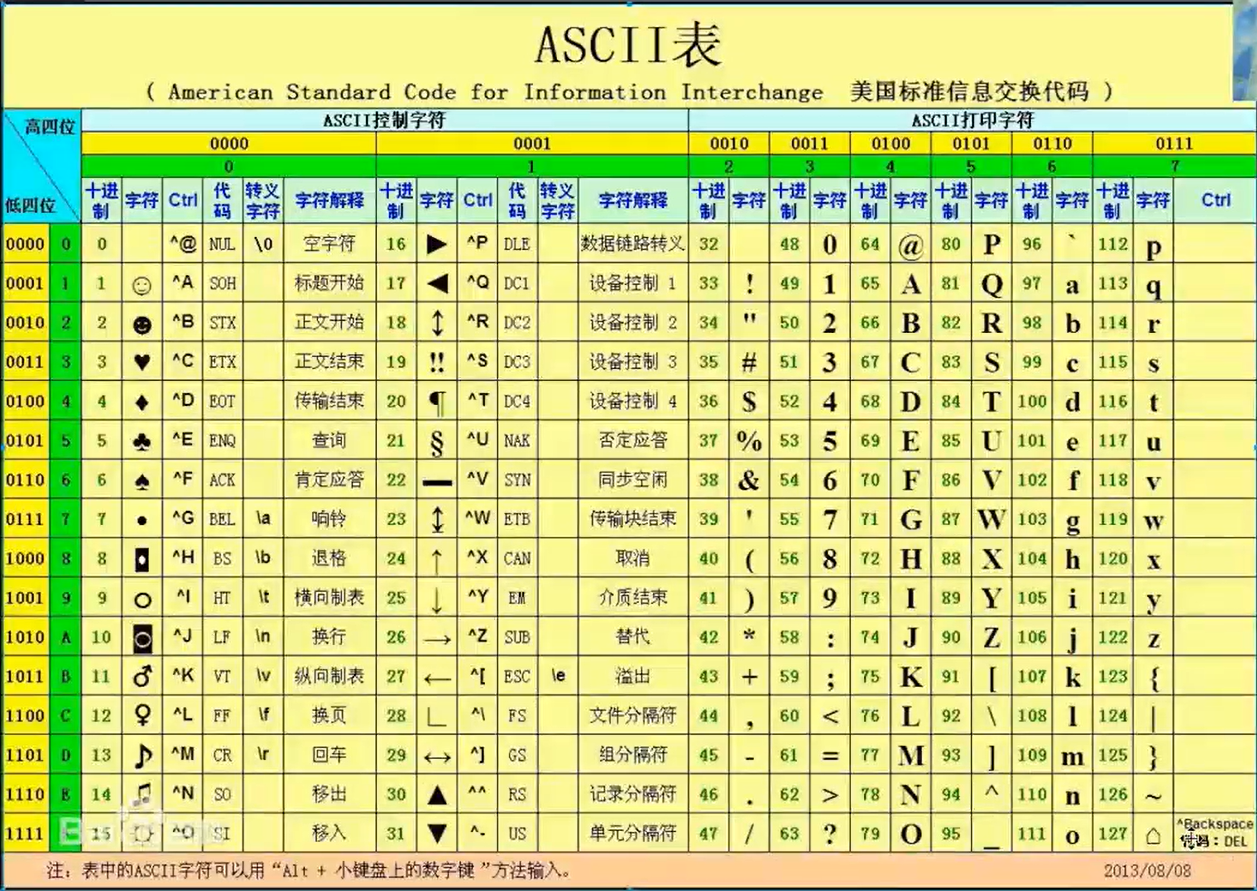 ASCII表
( American Standard Code for Information Interchange 美国标准信息交换代码 )
高四位 ASCII控制字符 ASCII打印字符
0000 0001 0010 0011 0100 0101 0110 0111
0 1 2 3 4 5 6 7
低四位 十进制 字符 Ctrl 代码 转义字符 字符解释 十进制 字符 Ctrl 代码 转义字符 字符解释 十进制 字符 十进制 字符 十进制 字符 十进制 字符 十进制 字符 十进制 字符 Ctrl
0000 0 0 ^@ NUL \0 空字符 16 ► ^P DLE 数据链路转义 32 48 0 64 @ 80 P 96 ` 112 p
0001 1 1 ☺ ^A SOH 标题开始 17 ◄ ^Q DC1 设备控制 1 33 ! 49 1 65 A 81 Q 97 a 113 q
0010 2 2 ☻ ^B STX 正文开始 18 ↕ ^R DC2 设备控制 2 34 " 50 2 66 B 82 R 98 b 114 r
0011 3 3 ♥ ^C ETX 正文结束 19 ‼ ^S DC3 设备控制 3 35 # 51 3 67 C 83 S 99 c 115 s
0100 4 4 ♦ ^D EOT 传输结束 20 ¶ ^T DC4 设备控制 4 36 $ 52 4 68 D 84 T 100 d 116 t
0101 5 5 ♣ ^E ENQ 查询 21 § ^U NAK 否定应答 37 % 53 5 69 E 85 U 101 e 117 u
0110 6 6 ♠ ^F ACK 肯定应答 22 ▬ ^V SYN 同步空闲 38 & 54 6 70 F 86 V 102 f 118 v
0111 7 7 • ^G BEL \a 响铃 23 ↨ ^W ETB 传输块结束 39 ' 55 7 71 G 87 W 103 g 119 w
1000 8 8 ◘ ^H BS \b 退格 24 ↑ ^X CAN 取消 40 ( 56 8 72 H 88 X 104 h 120 x
1001 9 9 ○ ^I HT \t 横向制表 25 ↓ ^Y EM 介质结束 41 ) 57 9 73 I 89 Y 105 i 121 y
1010 A 10 ◙ ^J LF \n 换行 26 → ^Z SUB 替代 42 * 58 : 74 J 90 Z 106 j 122 z
1011 B 11 ♂ ^K VT \v 纵向制表 27 ← ^[ ESC \e 溢出 43 + 59 ; 75 K 91 [ 107 k 123 {
1100 C 12 ♀ ^L FF \f 换页 28 ∟ ^\ FS 文件分隔符 44 , 60 < 76 L 92 \ 108 l 124 |
1101 D 13 ♪ ^M CR \r 回车 29 ↔ ^] GS 组分隔符 45 - 61 = 77 M 93 ] 109 m 125 }
1110 E 14 ♫ ^N SO 移出 30 ▲ ^^ RS 记录分隔符 46 . 62 > 78 N 94 ^ 110 n 126 ~
1111 F 15 ☼ ^O SI 移入 31 ▼ ^- US 单元分隔符 47 / 63 ? 79 O 95 _ 111 o 127 ⌂ ^Backspace
代码：DEL
注：表中的ASCII字符可以用“Alt + 小键盘上的数字键”方法输入。 2013/08/08